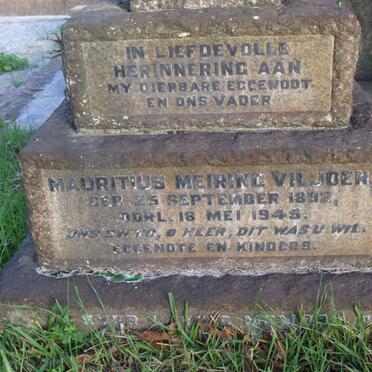 IN LIEFDEVOLLE
HERINNERING AAN
MY DIERBARE EGGENOOT
EN ONS VADER
MAURITIUS MEIRING VILJOEN
GEB. 25 SEPTEMBER 1892,
OORL. 18 MEI 1945.
ONS SWYG, O HEER, DIT WAS U WIL.
EGGENOTE EN KINDERS.